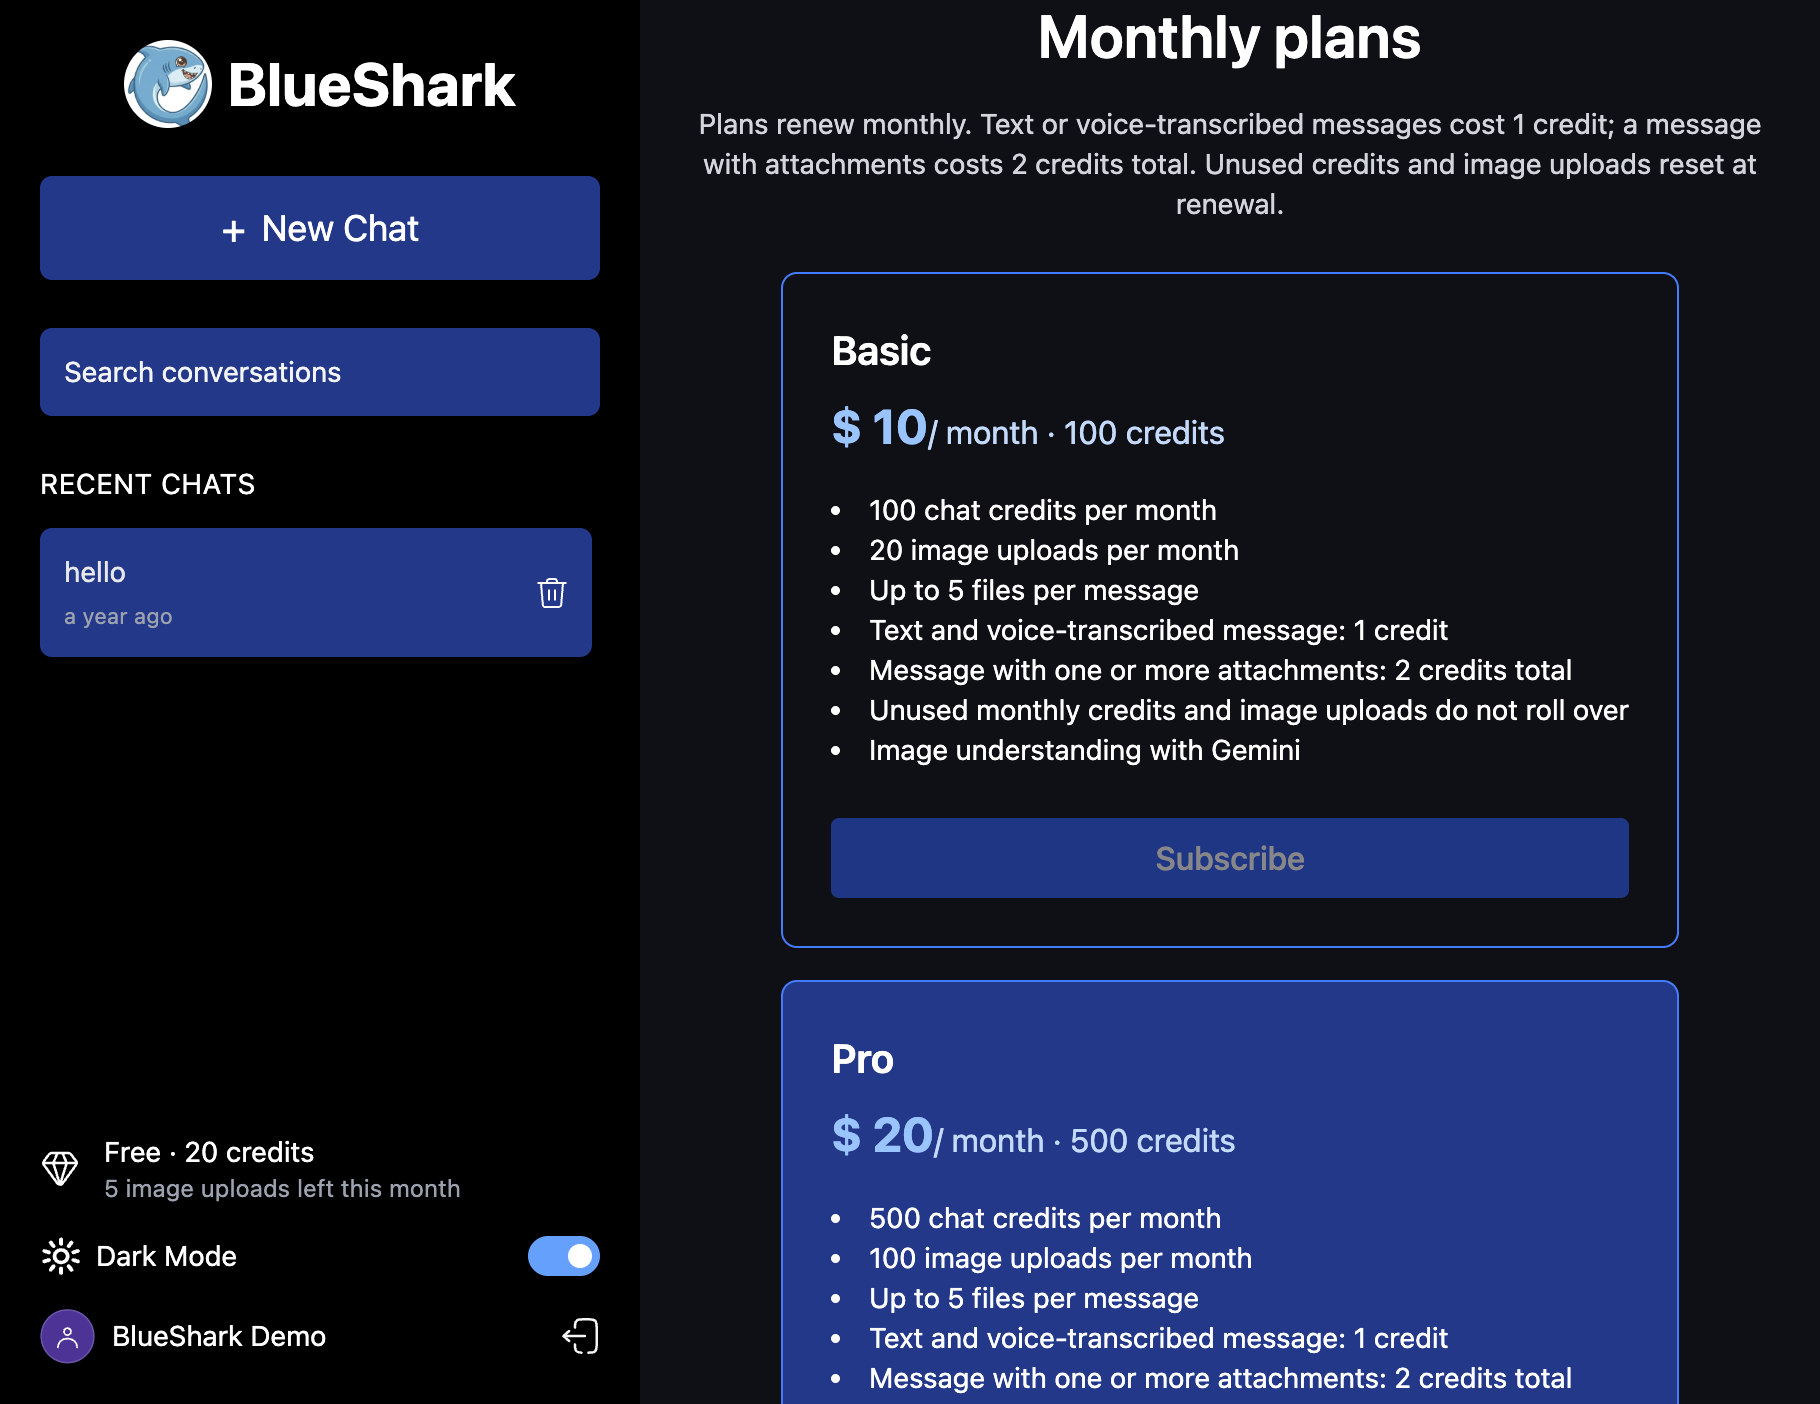 BlueShark
+ New Chat
Search conversations
RECENT CHATS
hello
a year ago
Free · 20 credits
5 image uploads left this month
Dark Mode
BlueShark Demo
Monthly plans
Plans renew monthly. Text or voice-transcribed messages cost 1 credit; a message
with attachments costs 2 credits total. Unused credits and image uploads reset at
renewal.
Basic
$ 10/ month · 100 credits
• 100 chat credits per month
• 20 image uploads per month
• Up to 5 files per message
• Text and voice-transcribed message: 1 credit
• Message with one or more attachments: 2 credits total
• Unused monthly credits and image uploads do not roll over
• Image understanding with Gemini
Subscribe
Pro
$ 20/ month · 500 credits
• 500 chat credits per month
• 100 image uploads per month
• Up to 5 files per message
• Text and voice-transcribed message: 1 credit
• Message with one or more attachments: 2 credits total